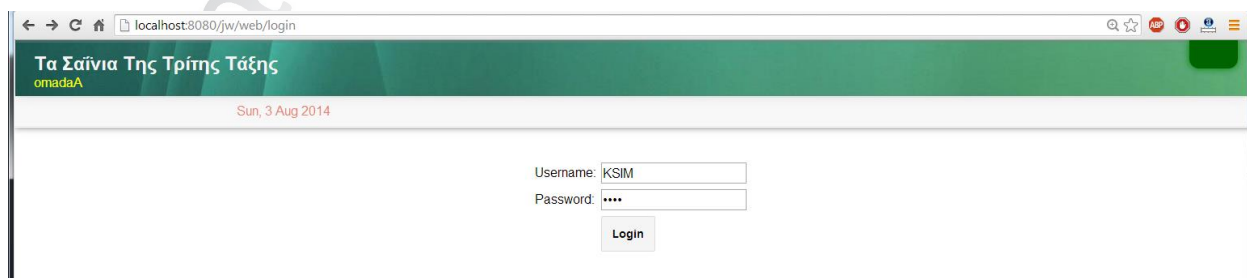 localhost:8080/jw/web/login
ABP
Τα Σαΐνια Της Τρίτης Τάξης
omadaA
Sun, 3 Aug 2014
Username: KSIM
Password: ••••
Login